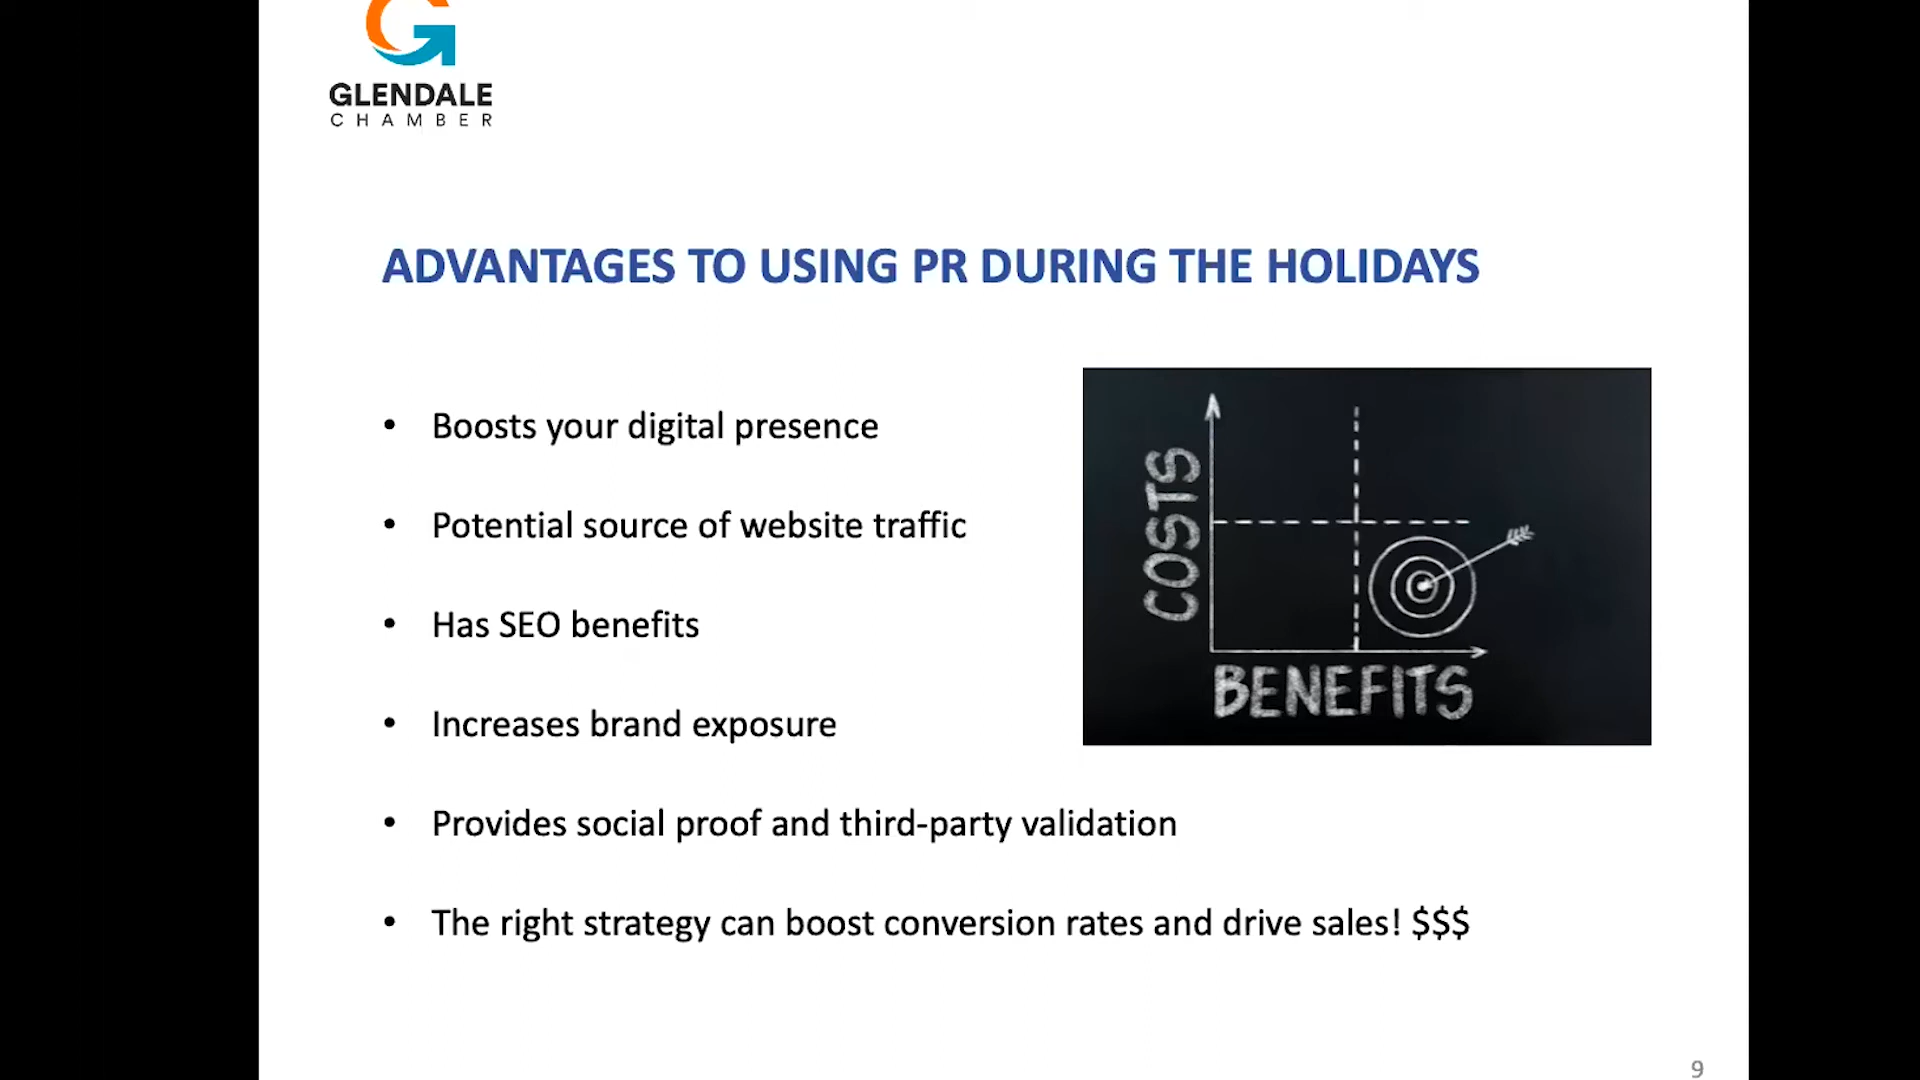 GLENDALE
CHAMBER
ADVANTAGES TO USING PR DURING THE HOLIDAYS
• Boosts your digital presence
• Potential source of website traffic
• Has SEO benefits
• Increases brand exposure
• Provides social proof and third-party validation
• The right strategy can boost conversion rates and drive sales! $$$
COSTS
BENEFITS
9